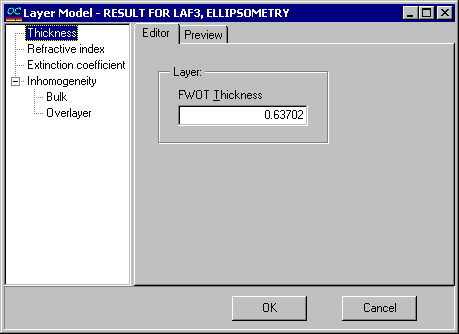 OC Layer Model - RESULT FOR LAF3, ELLIPSOMETRY
Thickness
Refractive index
Extinction coefficient
Inhomogeneity
Bulk
Overlayer
Editor Preview
Layer:
FWOT Thickness
0.63702
OK Cancel